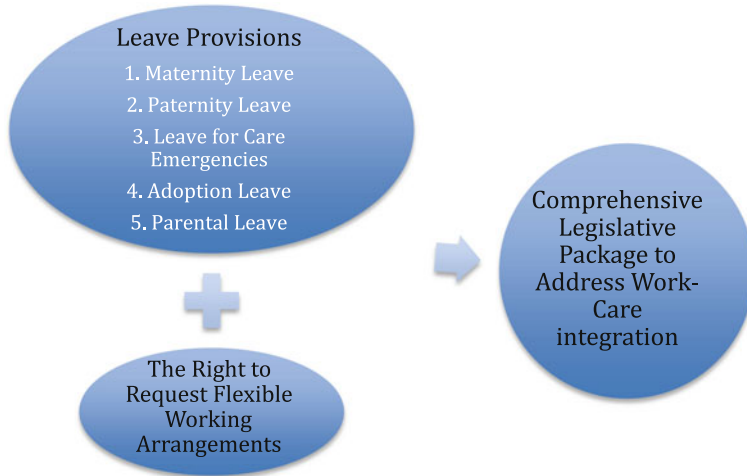 Leave Provisions
1. Maternity Leave
2. Paternity Leave
3. Leave for Care
Emergencies
4. Adoption Leave
5. Parental Leave
The Right to
Request Flexible
Working
Arrangements
Comprehensive
Legislative
Package to
Address Work-
Care
integration